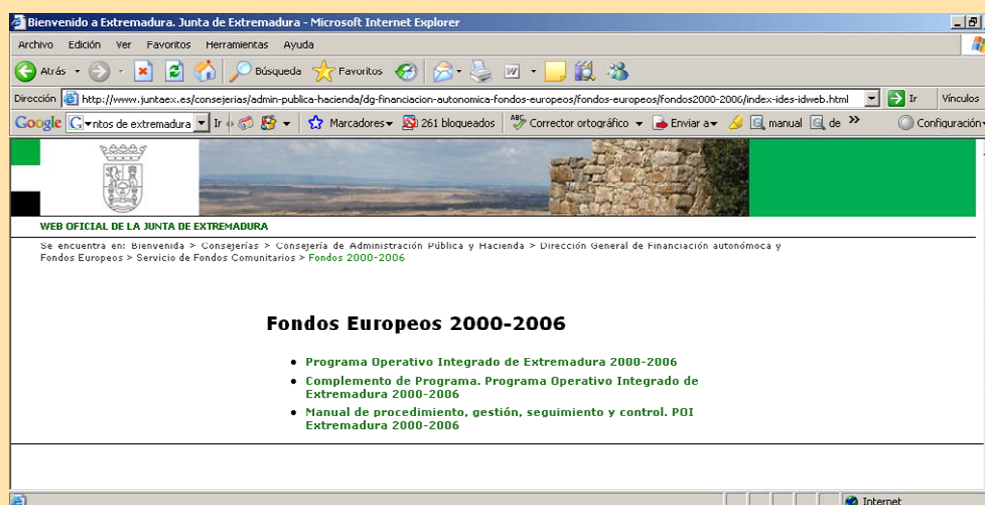 Bienvenido a Extremadura. Junta de Extremadura - Microsoft Internet Explorer
Archivo Edición Ver Favoritos Herramientas Ayuda
Atrás Búsqueda Favoritos
Dirección http://www.juntaex.es/consejerias/admin-publica-hacienda/dg-financiacion-autonomica-fondos-europeos/fondos-europeos/fondos2000-2006/index-ides-idweb.html Ir Vínculos
Google G ntos de extremadura Ir Marcadores 261 bloqueados ABC Corrector ortográfico Enviar a manual de » Configuración
WEB OFICIAL DE LA JUNTA DE EXTREMADURA
Se encuentra en: Bienvenida > Consejerías > Consejería de Administración Pública y Hacienda > Dirección General de Financiación autonómoca y
Fondos Europeos > Servicio de Fondos Comunitarios > Fondos 2000-2006
Fondos Europeos 2000-2006
• Programa Operativo Integrado de Extremadura 2000-2006
• Complemento de Programa. Programa Operativo Integrado de
Extremadura 2000-2006
• Manual de procedimiento, gestión, seguimiento y control. POI
Extremadura 2000-2006
Internet